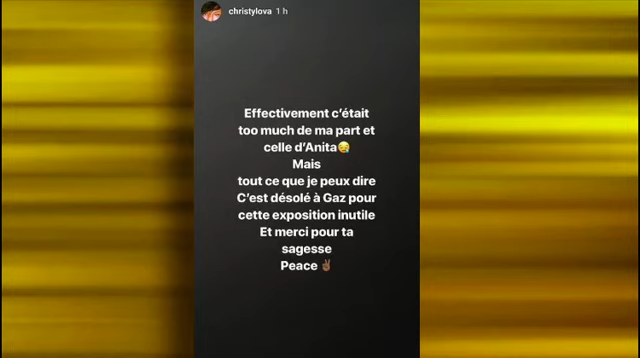 christylova 1 h
Effectivement c'était
too much de ma part et
celle d'Anita😪
Mais
tout ce que je peux dire
C'est désolé à Gaz pour
cette exposition inutile
Et merci pour ta
sagesse
Peace ✌🏾